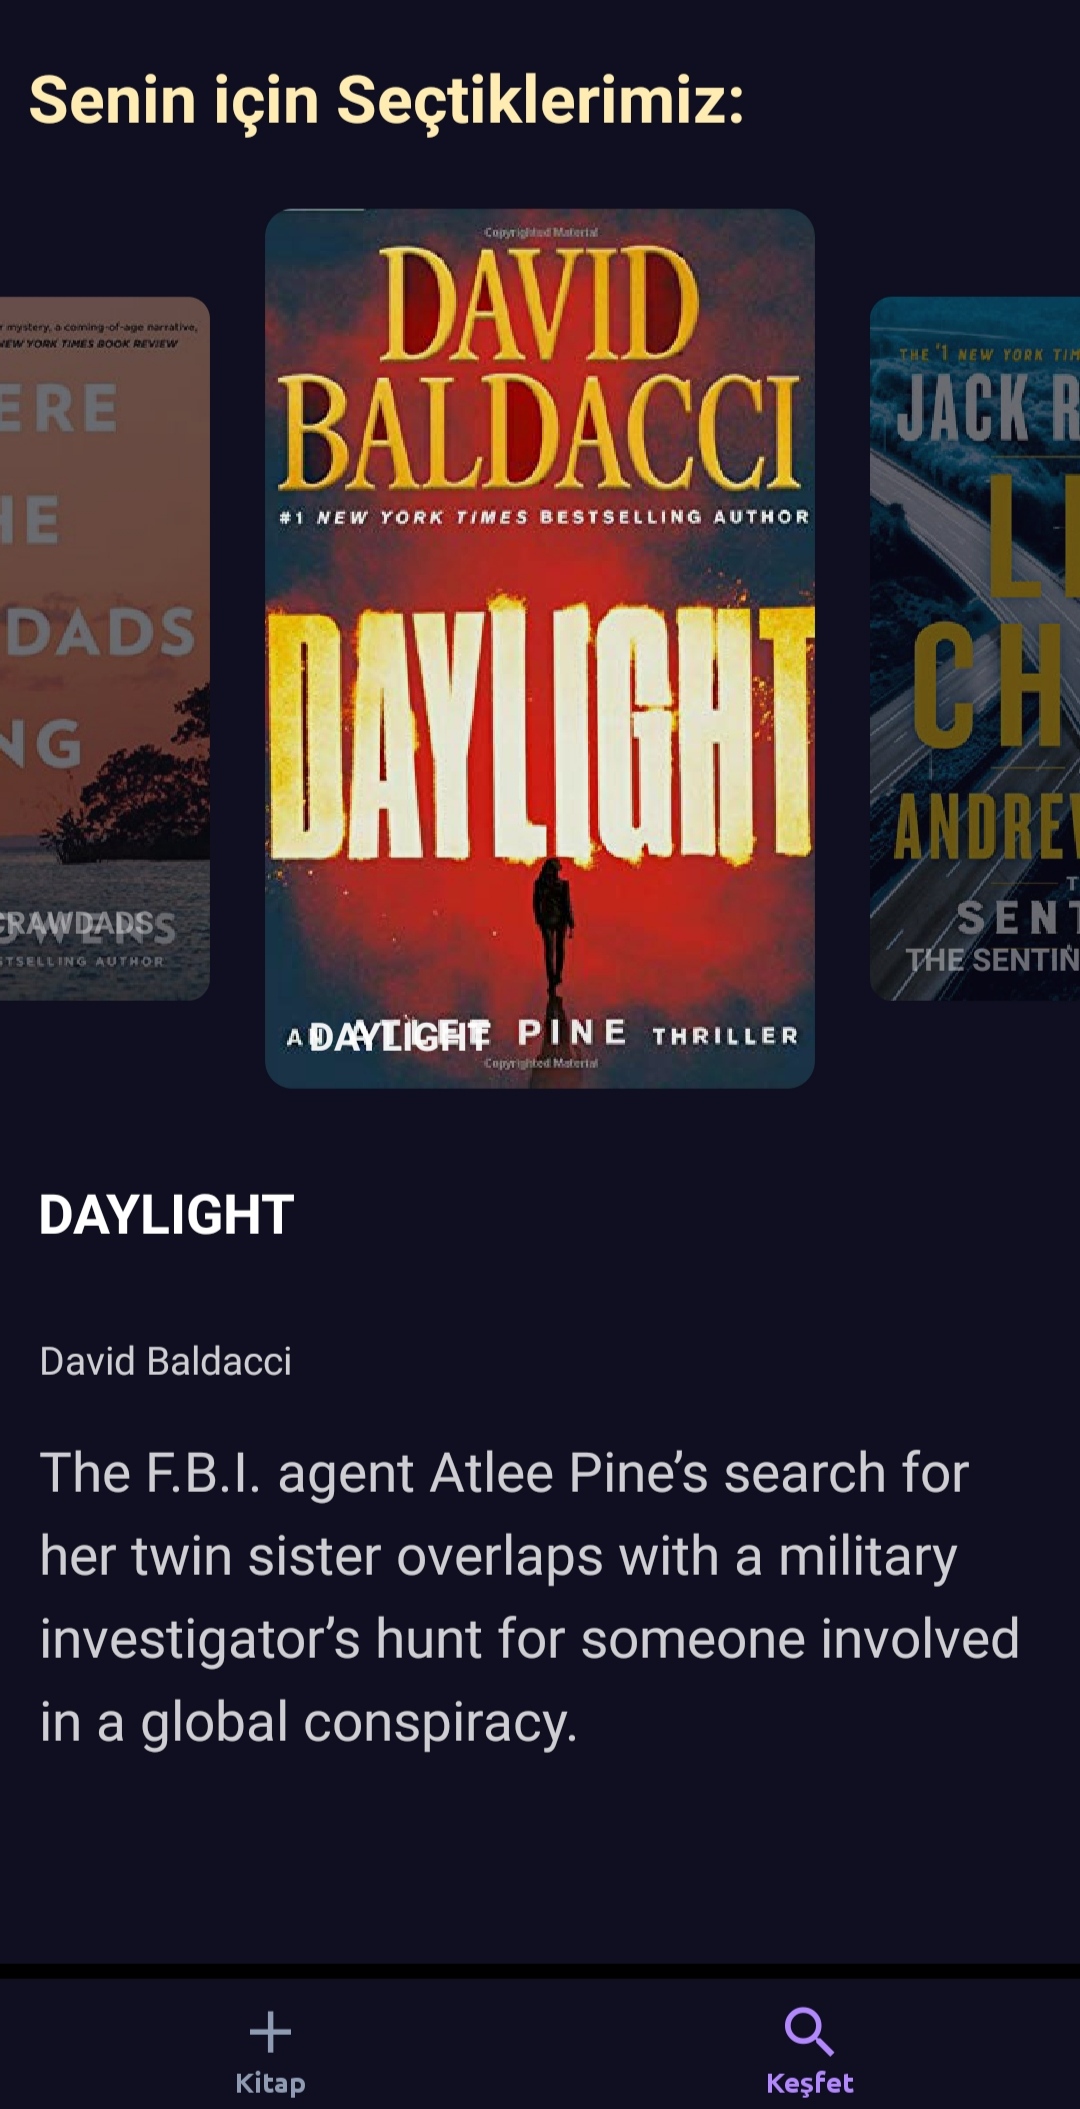 Senin için Seçtiklerimiz:
mystery, a coming-of-age narrative,
NEW YORK TIMES BOOK REVIEW
ERE
HE
DADS
NG
CRAWDADS
OWENS
STSELLING AUTHOR
Copyrighted Material
DAVID
BALDACCI
#1 NEW YORK TIMES BESTSELLING AUTHOR
DAYLIGHT
AN ATLEE PINE THRILLER
DAYLIGHT
Copyrighted Material
THE #1 NEW YORK TIM
JACK R
LE
CH
ANDREW
T
SENT
THE SENTIN
DAYLIGHT
David Baldacci
The F.B.I. agent Atlee Pine’s search for
her twin sister overlaps with a military
investigator’s hunt for someone involved
in a global conspiracy.
Kitap
Keşfet